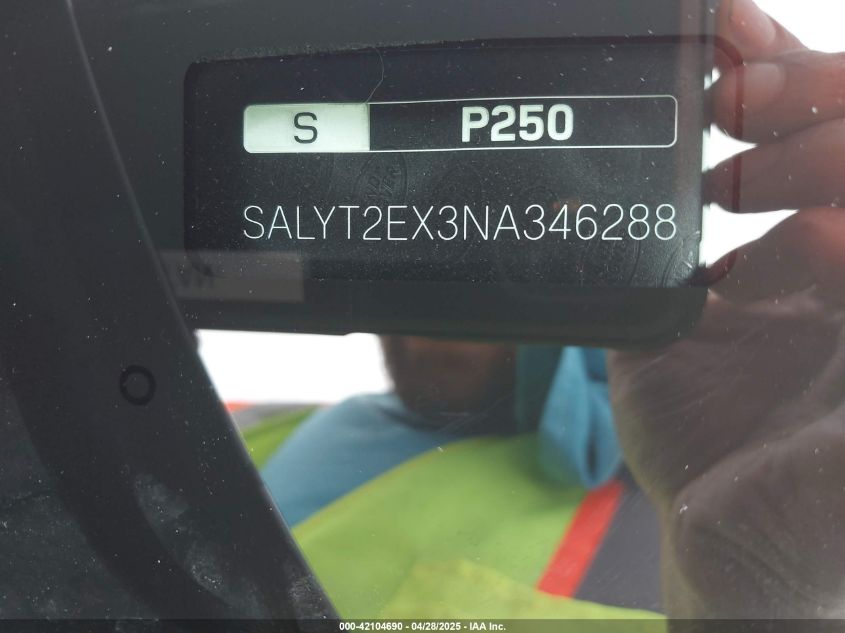 S P250
SALYT2EX3NA346288
000-42104690 - 04/28/2025 - IAA Inc.